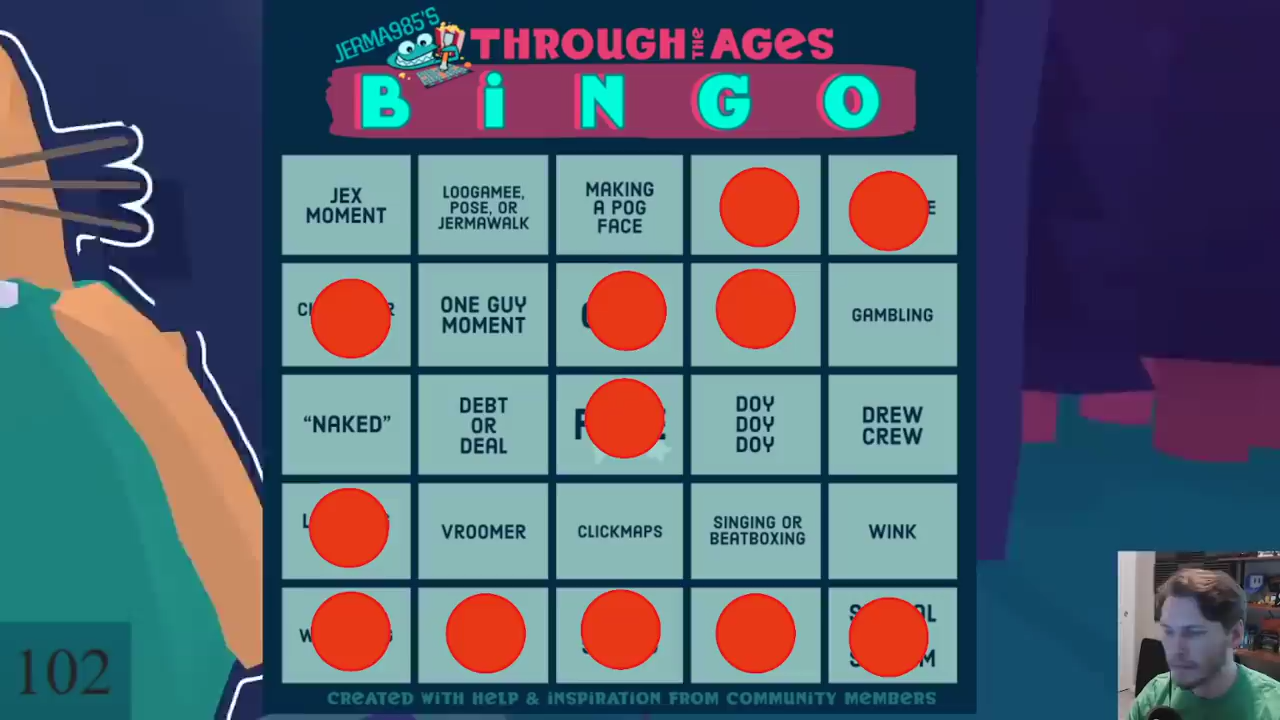 JERMA985'S
THROUGH THE AGES
BiNGO
JEX
MOMENT
LOOGAMEE,
POSE, OR
JERMAWALK
MAKING
A POG
FACE
ONE GUY
MOMENT
GAMBLING
"NAKED"
DEBT
OR
DEAL
DOY
DOY
DOY
DREW
CREW
VROOMER
CLICKMAPS
SINGING OR
BEATBOXING
WINK
CREATED WITH HELP & INSPIRATION FROM COMMUNITY MEMBERS
102